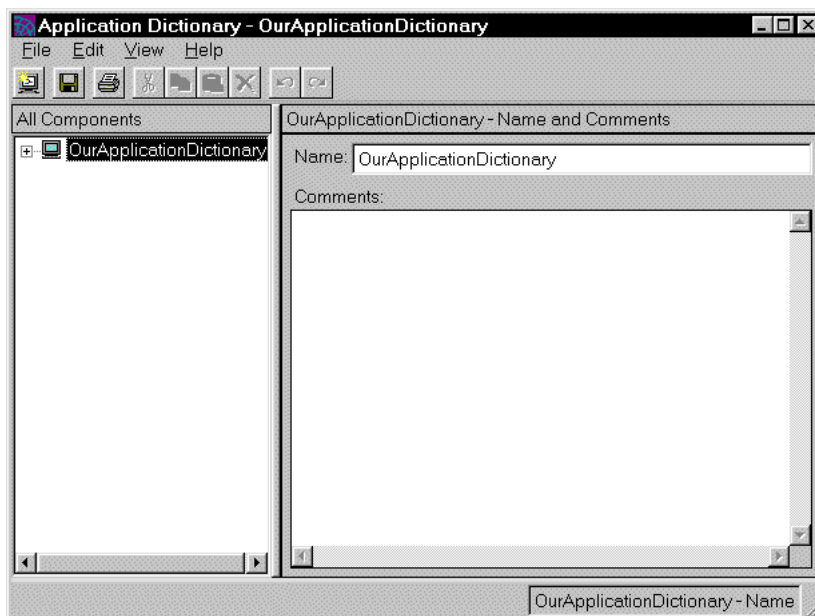 Application Dictionary - OurApplicationDictionary
File Edit View Help
All Components
OurApplicationDictionary - Name and Comments
OurApplicationDictionary
Name: OurApplicationDictionary
Comments:
OurApplicationDictionary - Name